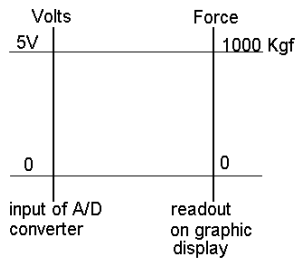 Volts Force
5V 1000 Kgf
0 0
input of A/D readout
converter on graphic
display